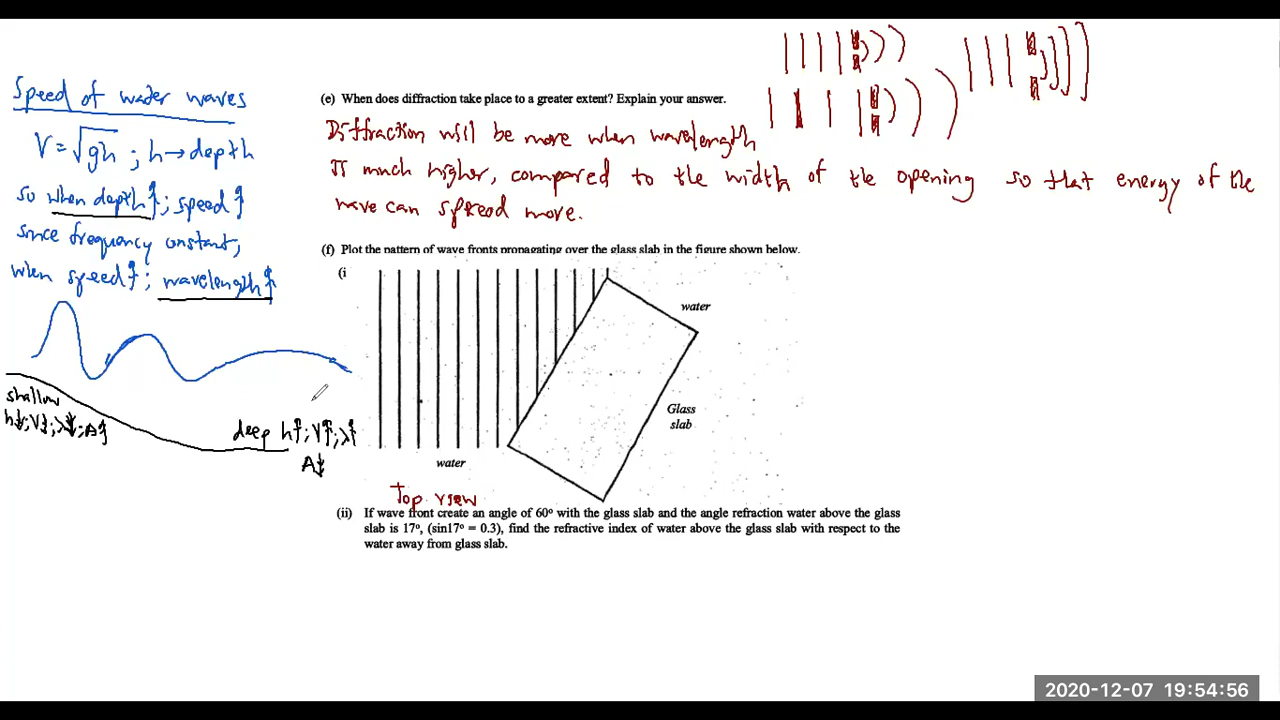 Speed of water waves
V = √gh ; h → depth
so when depth↑; speed↑
since frequency constant,
when speed↑; wavelength↑
shallow
h↓; V↓; λ↓; A↑
deep h↑; V↑; λ↑
A↓
(e) When does diffraction take place to a greater extent? Explain your answer.
Diffraction will be more when wavelength
Is much higher, compared to the width of the opening so that energy of the
wave can spread more.
(f) Plot the pattern of wave fronts propagating over the glass slab in the figure shown below.
(i
water
Glass
slab
water
Top view
(ii) If wave front create an angle of 60° with the glass slab and the angle refraction water above the glass
slab is 17°, (sin17° = 0.3), find the refractive index of water above the glass slab with respect to the
water away from glass slab.
2020-12-07 19:54:56